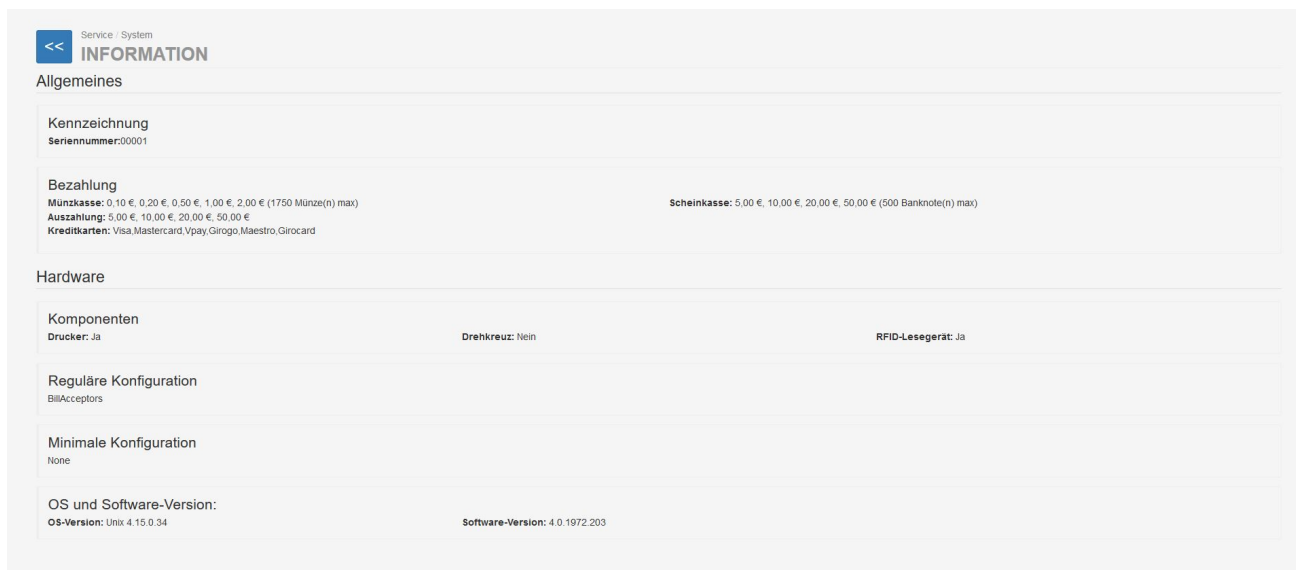 <<
Service / System
INFORMATION
Allgemeines
Kennzeichnung
Seriennummer:00001
Bezahlung
Münzkasse: 0,10 €, 0,20 €, 0,50 €, 1,00 €, 2,00 € (1750 Münze(n) max)
Scheinkasse: 5,00 €, 10,00 €, 20,00 €, 50,00 € (500 Banknote(n) max)
Auszahlung: 5,00 €, 10,00 €, 20,00 €, 50,00 €
Kreditkarten: Visa,Mastercard,Vpay,Girogo,Maestro,Girocard
Hardware
Komponenten
Drucker: Ja
Drehkreuz: Nein
RFID-Lesegerät: Ja
Reguläre Konfiguration
BillAcceptors
Minimale Konfiguration
None
OS und Software-Version:
OS-Version: Unix 4.15.0.34
Software-Version: 4.0.1972.203